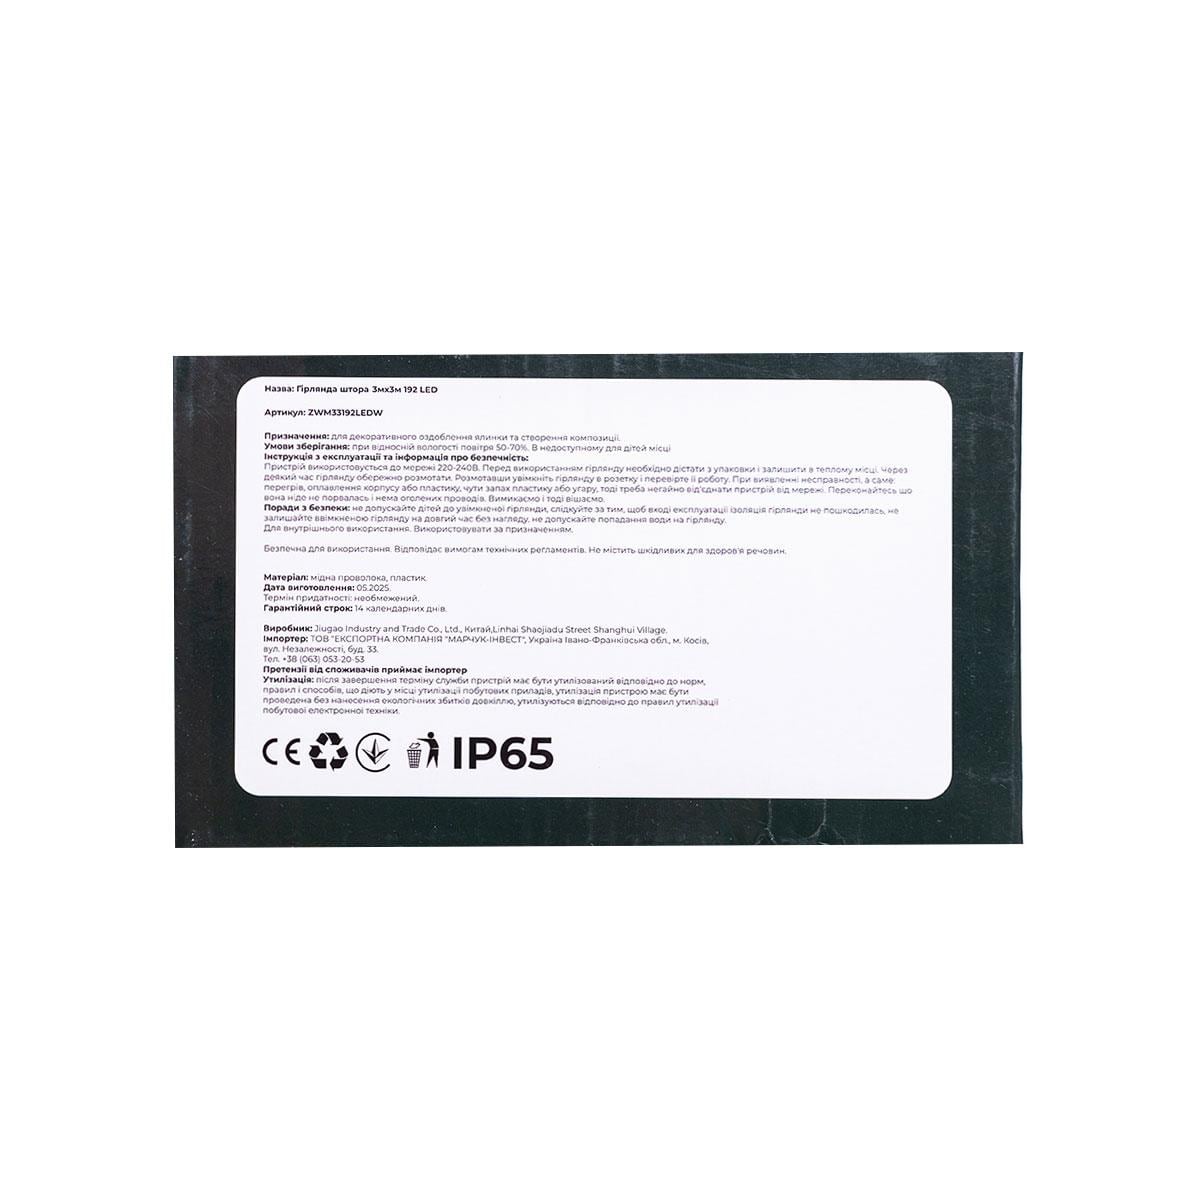 Назва: Гірлянда штора 3мх3м 192 LED
Артикул: ZWM33192LEDW
Призначення: для декоративного оздоблення ялинки та створення композиції.
Умови зберігання: при відносній вологості повітря 50-70%. В недоступному для дітей місці
Інструкція з експлуатації та інформація про безпечність:
Пристрій використовується до мережі 220-240В. Перед використанням гірлянду необхідно дістати з упаковки і залишити в теплому місці. Через
деякий час гірлянду обережно розмотати. Розмотавши увімкніть гірлянду в розетку і перевірте її роботу. При виявленні несправності, а саме:
перегрів, оплавлення корпусу або пластику, чути запах пластику або угару, тоді треба негайно від'єднати пристрій від мережі. Переконайтесь що
вона ніде не порвалась і нема оголених проводів. Вимикаємо і тоді вішаємо.
Поради з безпеки: не допускайте дітей до увімкненої гірлянди, слідкуйте за тим, щоб вході експлуатації ізоляція гірлянди не пошкодилась, не
залишайте ввімкненою гірлянду на довгий час без нагляду, не допускайте попадання води на гірлянду.
Для внутрішнього використання. Використовувати за призначенням.
Безпечна для використання. Відповідає вимогам технічних регламентів. Не містить шкідливих для здоров'я речовин.
Матеріал: мідна проволока, пластик.
Дата виготовлення: 05.2025.
Термін придатності: необмежений.
Гарантійний строк: 14 календарних днів.
Виробник: Jiugao Industry and Trade Co., Ltd., Китай,Linhai Shaojiadu Street Shanghui Village.
Імпортер: ТОВ "ЕКСПОРТНА КОМПАНІЯ "МАРЧУК-ІНВЕСТ", Україна Івано-Франківська обл., м. Косів,
вул. Незалежності, буд. 33.
Тел. +38 (063) 053-20-53
Претензії від споживачів приймає імпортер
Утилізація: після завершення терміну служби пристрій має бути утилізований відповідно до норм,
правил і способів, що діють у місці утилізації побутових приладів, утилізація пристрою має бути
проведена без нанесення екологічних збитків довкіллю, утилізуються відповідно до правил утилізації
побутової електронної техніки.
CE IP65